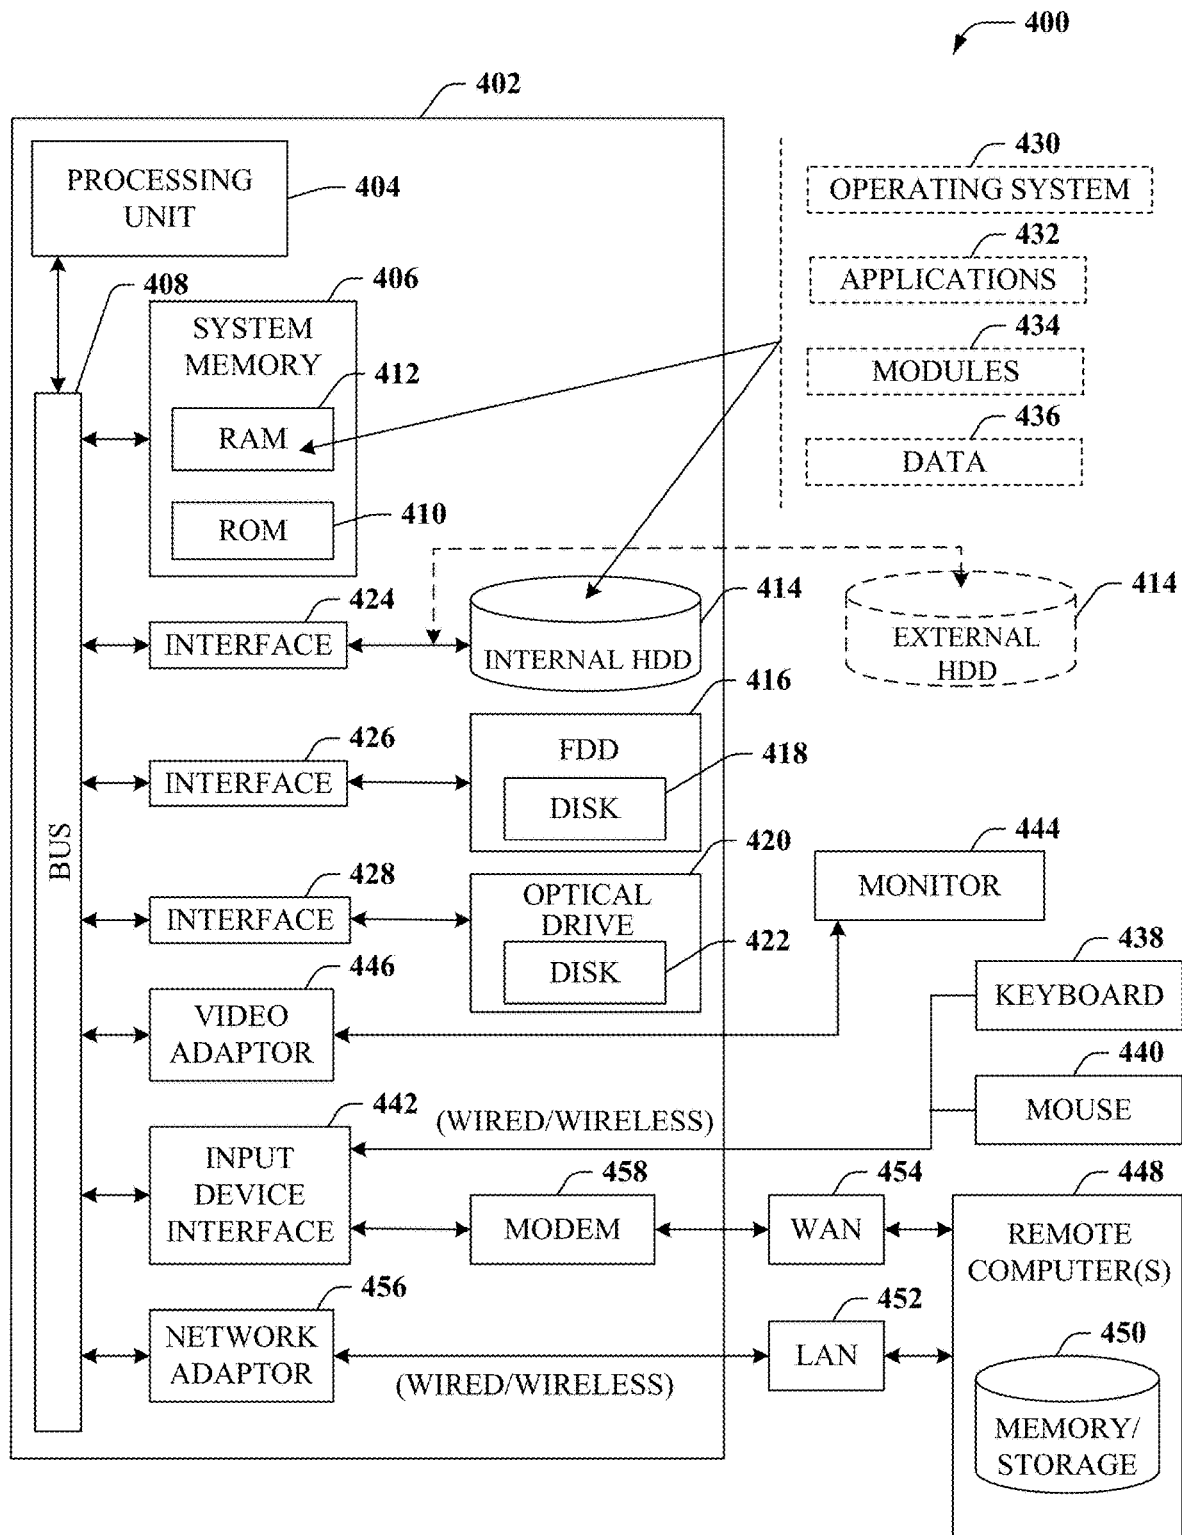 400
402
PROCESSING
UNIT
404
430
OPERATING SYSTEM
432
APPLICATIONS
434
MODULES
436
DATA
408
406
SYSTEM
MEMORY
412
RAM
ROM
410
424
INTERFACE
INTERNAL HDD
414
EXTERNAL
HDD
414
426
INTERFACE
416
FDD
418
DISK
BUS
428
INTERFACE
420
OPTICAL
DRIVE
422
DISK
444
MONITOR
446
VIDEO
ADAPTOR
438
KEYBOARD
440
MOUSE
442
INPUT
DEVICE
INTERFACE
(WIRED/WIRELESS)
458
MODEM
454
WAN
448
REMOTE
COMPUTER(S)
456
NETWORK
ADAPTOR
(WIRED/WIRELESS)
452
LAN
450
MEMORY/
STORAGE